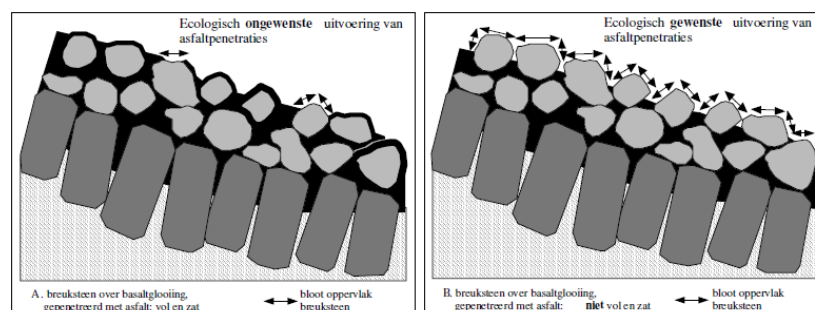 Ecologisch ongewenste uitvoering van
asfaltpenetraties
A. breuksteen over basaltglooiing,
gepenetreerd met asfalt: vol en zat
bloot oppervlak
breuksteen
Ecologisch gewenste uitvoering van
asfaltpenetraties
B. breuksteen over basaltglooiing,
gepenetreerd met asfalt: niet vol en zat
bloot oppervlak
breuksteen